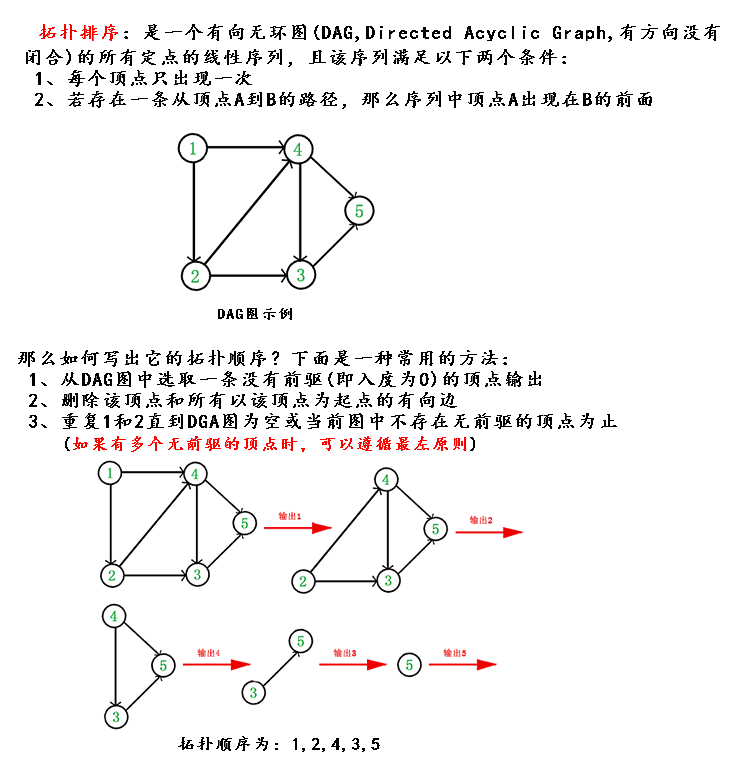 拓扑排序：是一个有向无环图(DAG,Directed Acyclic Graph,有方向没有
闭合)的所有定点的线性序列，且该序列满足以下两个条件：
1、每个顶点只出现一次
2、若存在一条从顶点A到B的路径，那么序列中顶点A出现在B的前面
1
4
5
2
3
DAG图示例
那么如何写出它的拓扑顺序？下面是一种常用的方法：
1、从DAG图中选取一条没有前驱(即入度为0)的顶点输出
2、删除该顶点和所有以该顶点为起点的有向边
3、重复1和2直到DGA图为空或当前图中不存在无前驱的顶点为止
(如果有多个无前驱的顶点时，可以遵循最左原则)
1
4
5
2
3
输出1
4
5
2
3
输出2
4
5
3
输出4
5
3
输出3
5
输出5
拓扑顺序为：1,2,4,3,5